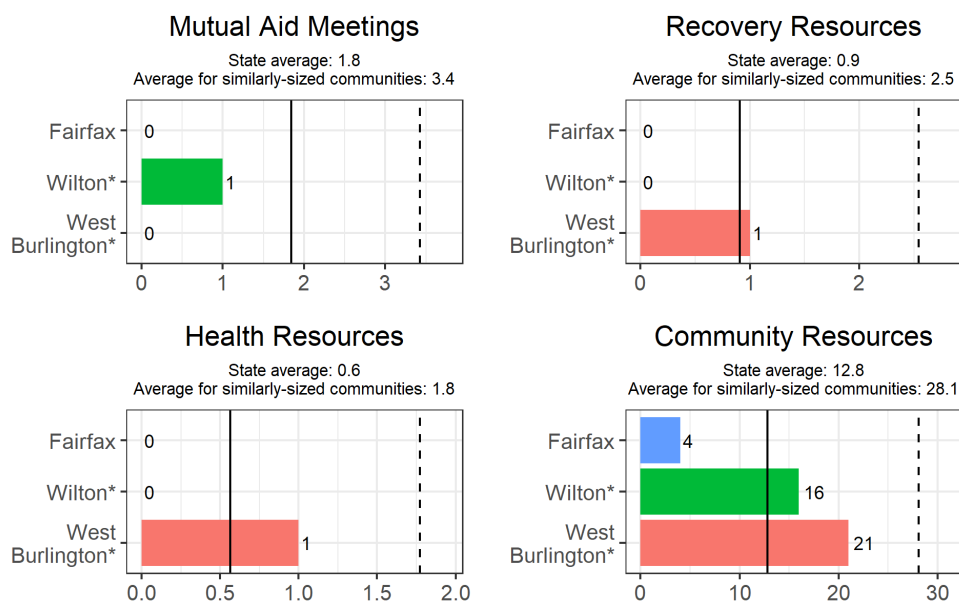 Mutual Aid Meetings
State average: 1.8
Average for similarly-sized communities: 3.4
Fairfax
0
Wilton*
1
West
Burlington*
0
0
1
2
3
Recovery Resources
State average: 0.9
Average for similarly-sized communities: 2.5
Fairfax
0
Wilton*
0
West
Burlington*
1
0
1
2
Health Resources
State average: 0.6
Average for similarly-sized communities: 1.8
Fairfax
0
Wilton*
0
West
Burlington*
1
0.0
0.5
1.0
1.5
2.0
Community Resources
State average: 12.8
Average for similarly-sized communities: 28.1
Fairfax
4
Wilton*
16
West
Burlington*
21
0
10
20
30